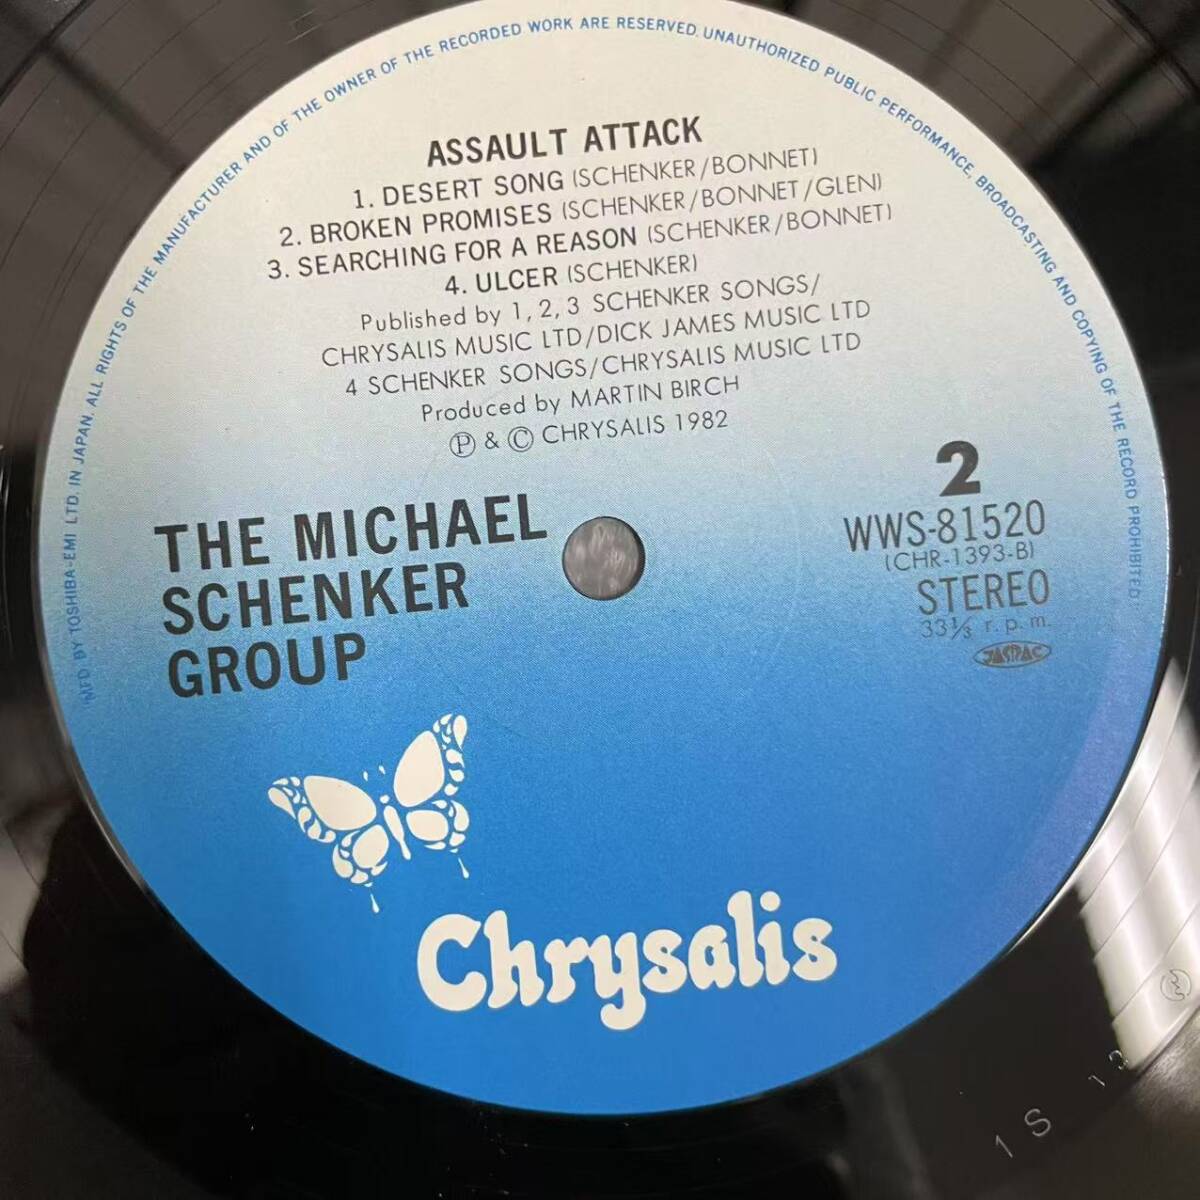 MFD. BY TOSHIBA-EMI LTD. IN JAPAN. ALL RIGHTS OF THE MANUFACTURER AND OF THE OWNER OF THE RECORDED WORK ARE RESERVED. UNAUTHORIZED PUBLIC PERFORMANCE, BROADCASTING AND COPYING OF THE RECORD PROHIBITED.
ASSAULT ATTACK
1. DESERT SONG (SCHENKER/BONNET)
2. BROKEN PROMISES (SCHENKER/BONNET/GLEN)
3. SEARCHING FOR A REASON (SCHENKER/BONNET)
4. ULCER (SCHENKER)
Published by 1, 2, 3 SCHENKER SONGS/
CHRYSALIS MUSIC LTD/DICK JAMES MUSIC LTD
4 SCHENKER SONGS/CHRYSALIS MUSIC LTD
Produced by MARTIN BIRCH
Ⓟ & Ⓒ CHRYSALIS 1982
THE MICHAEL
SCHENKER
GROUP
2
WWS-81520
(CHR-1393-B)
STEREO
33⅓ r.p.m.
JASRAC
Chrysalis
1 S